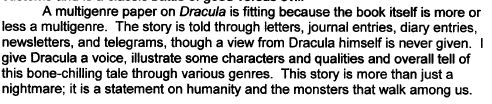 A multigenre paper on Dracula is fitting because the book itself is more or
less a multigenre. The story is told through letters, journal entries, diary entries,
newsletters, and telegrams, though a view from Dracula himself is never given. I
give Dracula a voice, illustrate some characters and qualities and overall tell of
this bone-chilling tale through various genres. This story is more than just a
nightmare; it is a statement on humanity and the monsters that walk among us.